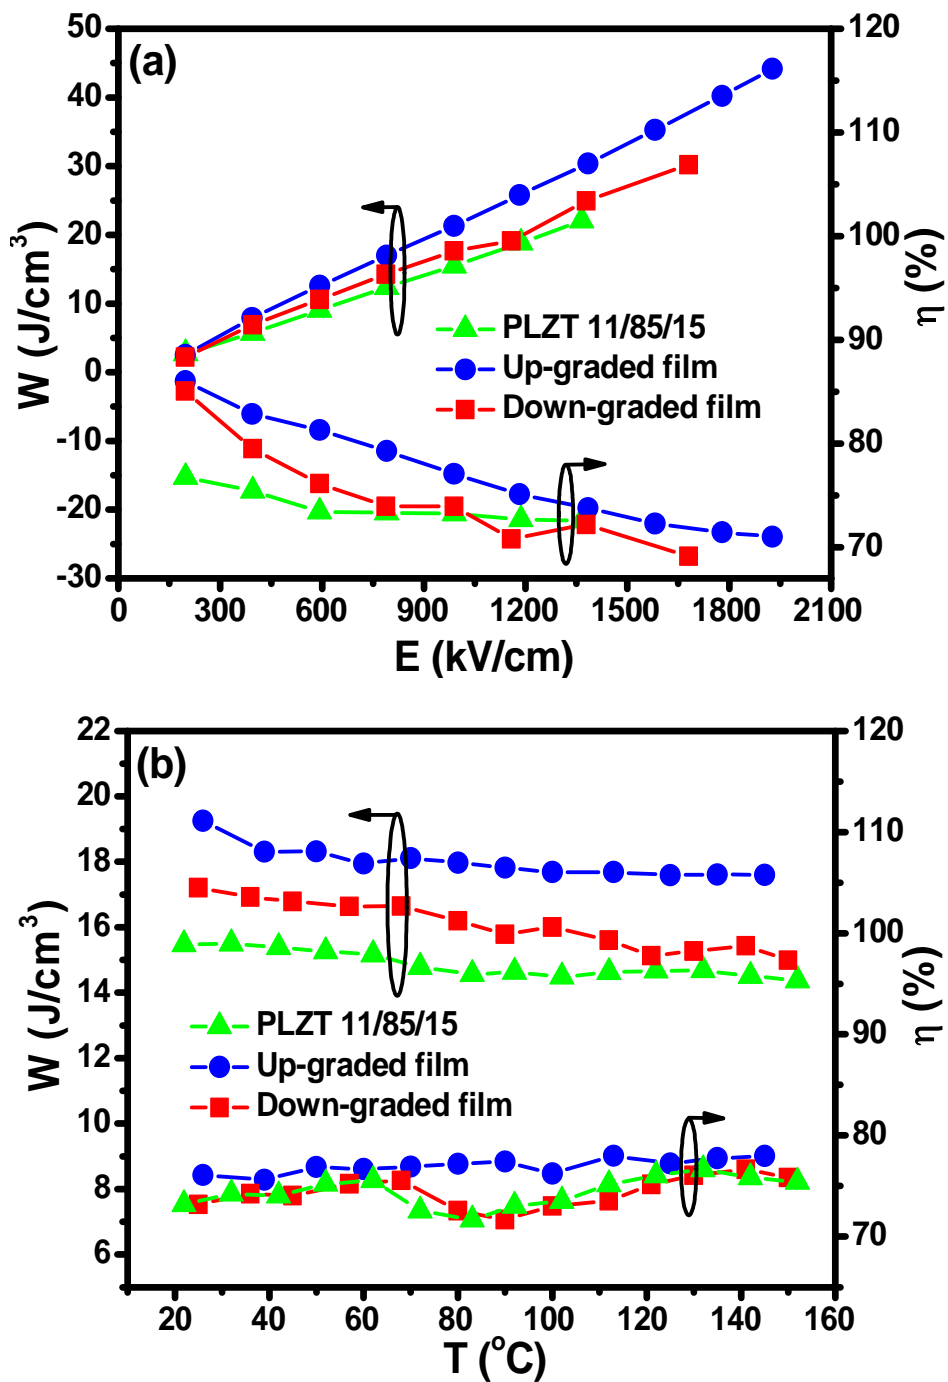 (a)
50
40
30
20
10
0
-10
-20
-30
W (J/cm3)
120
110
100
90
80
70
η (%)
PLZT 11/85/15
Up-graded film
Down-graded film
0 300 600 900 1200 1500 1800 2100
E (kV/cm)
(b)
22
20
18
16
14
12
10
8
6
W (J/cm3)
120
110
100
90
80
70
η (%)
PLZT 11/85/15
Up-graded film
Down-graded film
20 40 60 80 100 120 140 160
T (oC)